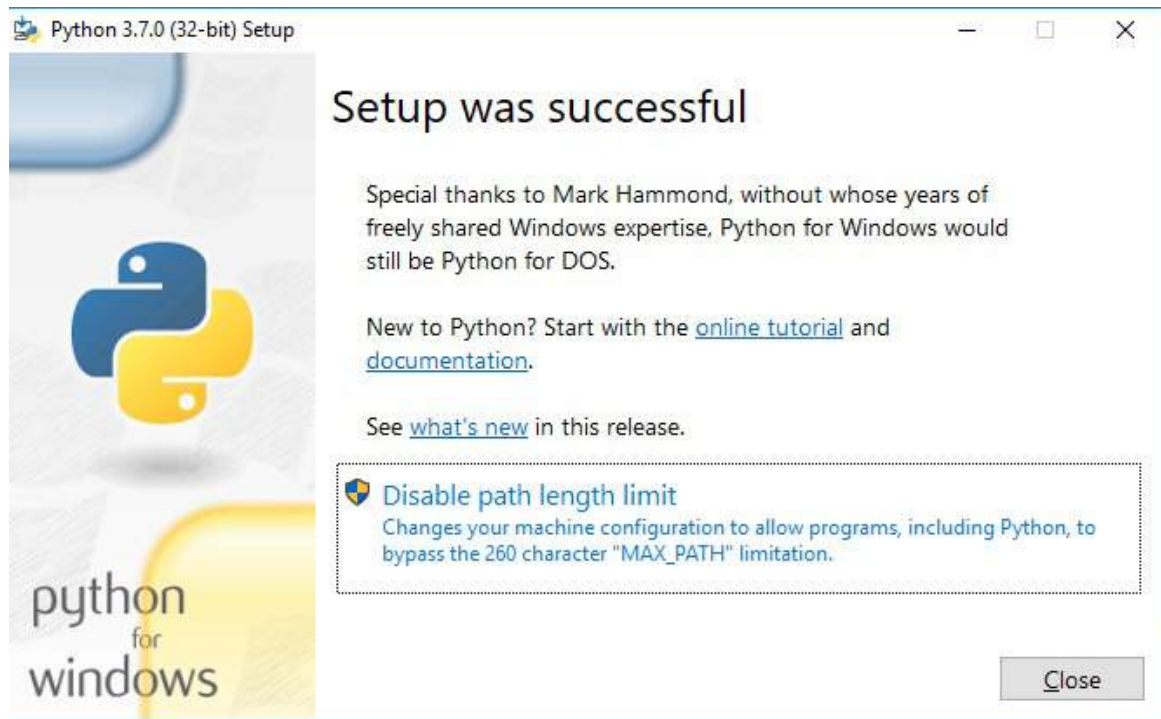 Python 3.7.0 (32-bit) Setup
Setup was successful
Special thanks to Mark Hammond, without whose years of
freely shared Windows expertise, Python for Windows would
still be Python for DOS.
New to Python? Start with the online tutorial and
documentation.
See what's new in this release.
Disable path length limit
Changes your machine configuration to allow programs, including Python, to
bypass the 260 character "MAX_PATH" limitation.
python
for
windows
Close